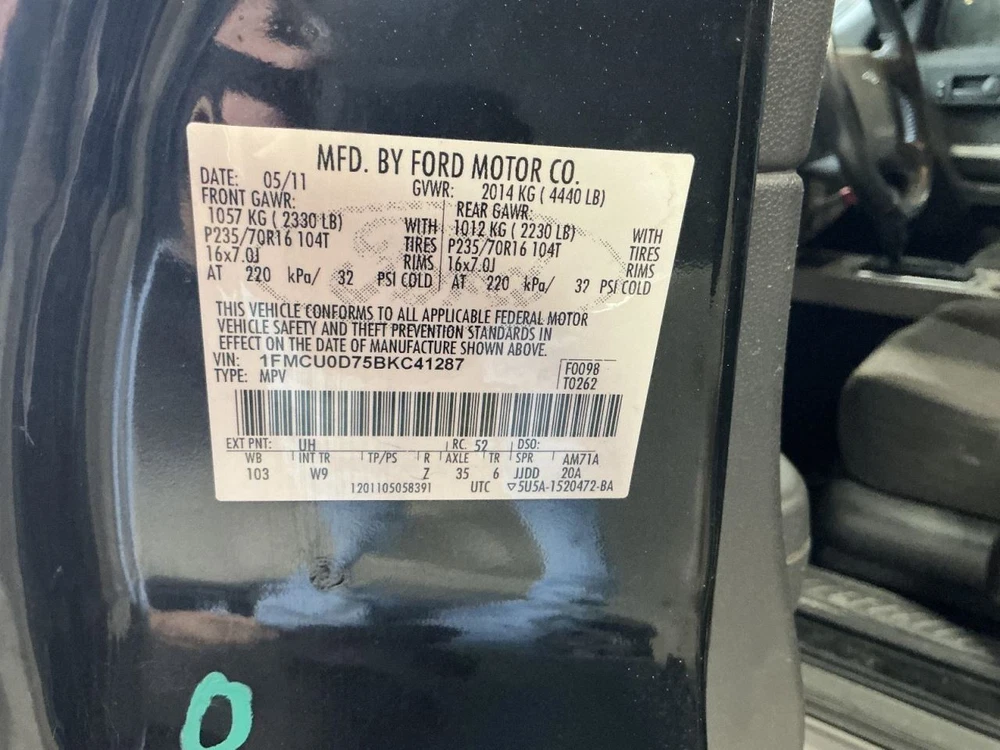 MFD. BY FORD MOTOR CO.
DATE: 05/11 GVWR: 2014 KG ( 4440 LB)
FRONT GAWR: REAR GAWR:
1057 KG ( 2330 LB) WITH 1012 KG ( 2230 LB) WITH
P235/70R16 104T TIRES P235/70R16 104T TIRES
16x7.0J RIMS 16x7.0J RIMS
AT 220 kPa/ 32 PSI COLD AT 220 kPa/ 32 PSI COLD
THIS VEHICLE CONFORMS TO ALL APPLICABLE FEDERAL MOTOR
VEHICLE SAFETY AND THEFT PREVENTION STANDARDS IN
EFFECT ON THE DATE OF MANUFACTURE SHOWN ABOVE.
VIN: 1FMCU0D75BKC41287 F0098
TYPE: MPV T0262
EXT PNT: UH RC: 52 DSO:
WB INT TR TP/PS R AXLE TR SPR AM71A
103 W9 Z 35 6 JJDD 20A
1201105058391 UTC ▽5U5A-1520472-BA
O